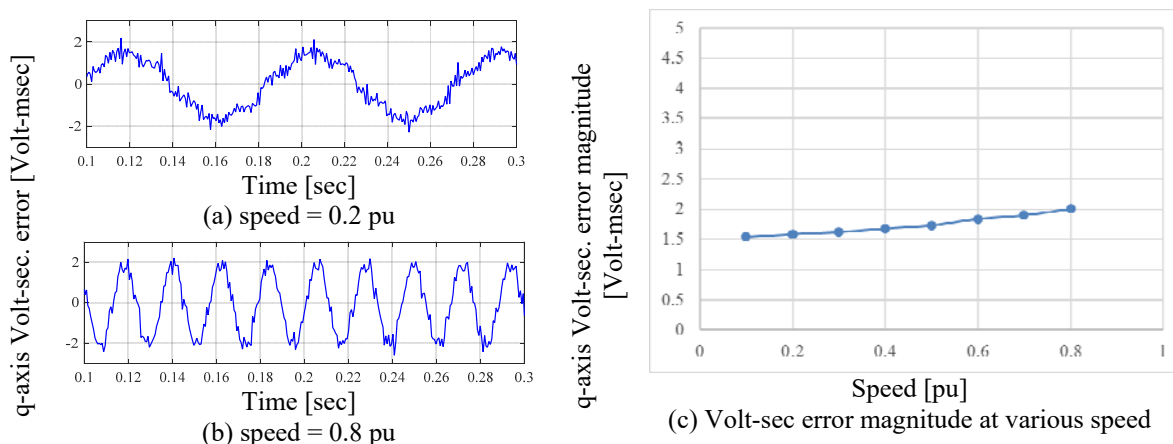 q-axis Volt-sec. error [Volt-msec]
2
0
-2
0.1 0.12 0.14 0.16 0.18 0.2 0.22 0.24 0.26 0.28 0.3
Time [sec]
(a) speed = 0.2 pu
2
0
-2
0.1 0.12 0.14 0.16 0.18 0.2 0.22 0.24 0.26 0.28 0.3
Time [sec]
(b) speed = 0.8 pu
q-axis Volt-sec. error magnitude
[Volt-msec]
5
4.5
4
3.5
3
2.5
2
1.5
1
0.5
0
0 0.2 0.4 0.6 0.8 1
Speed [pu]
(c) Volt-sec error magnitude at various speed